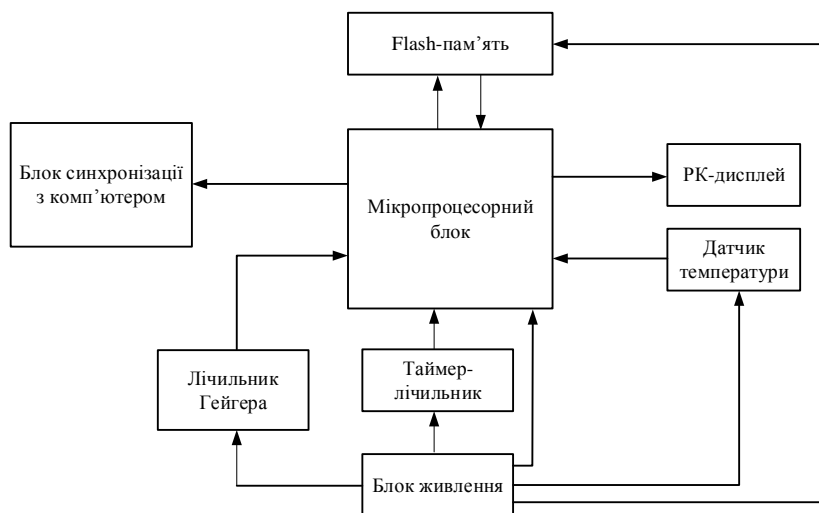 Flash-пам’ять
Блок синхронізації
з комп’ютером
Мікропроцесорний
блок
РК-дисплей
Датчик
температури
Лічильник
Гейгера
Таймер-
лічильник
Блок живлення